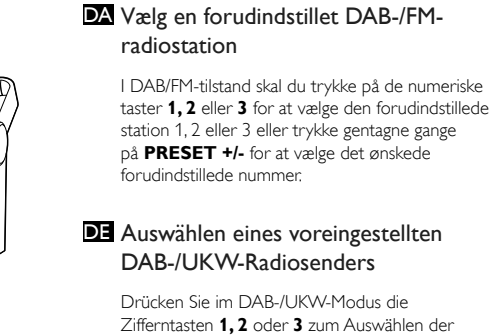 DA Vælg en forudindstillet DAB-/FM-
radiostation
I DAB/FM-tilstand skal du trykke på de numeriske
taster 1, 2 eller 3 for at vælge den forudindstillede
station 1, 2 eller 3 eller trykke gentagne gange
på PRESET +/- for at vælge det ønskede
forudindstillede nummer.
DE Auswählen eines voreingestellten
DAB-/UKW-Radiosenders
Drücken Sie im DAB-/UKW-Modus die
Zifferntasten 1, 2 oder 3 zum Auswählen der